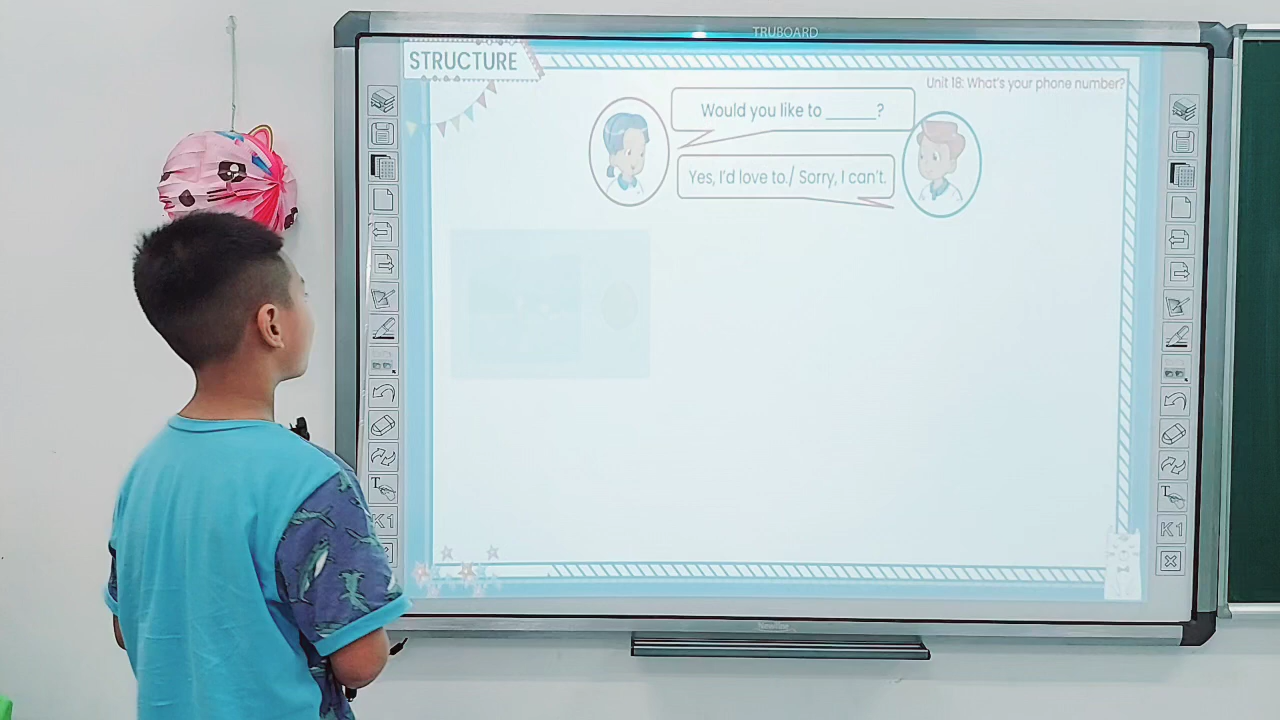 TRUBOARD
STRUCTURE
Unit 18: What's your phone number?
Would you like to ______?
Yes, I'd love to./ Sorry, I can't.
T
K1
T
K1